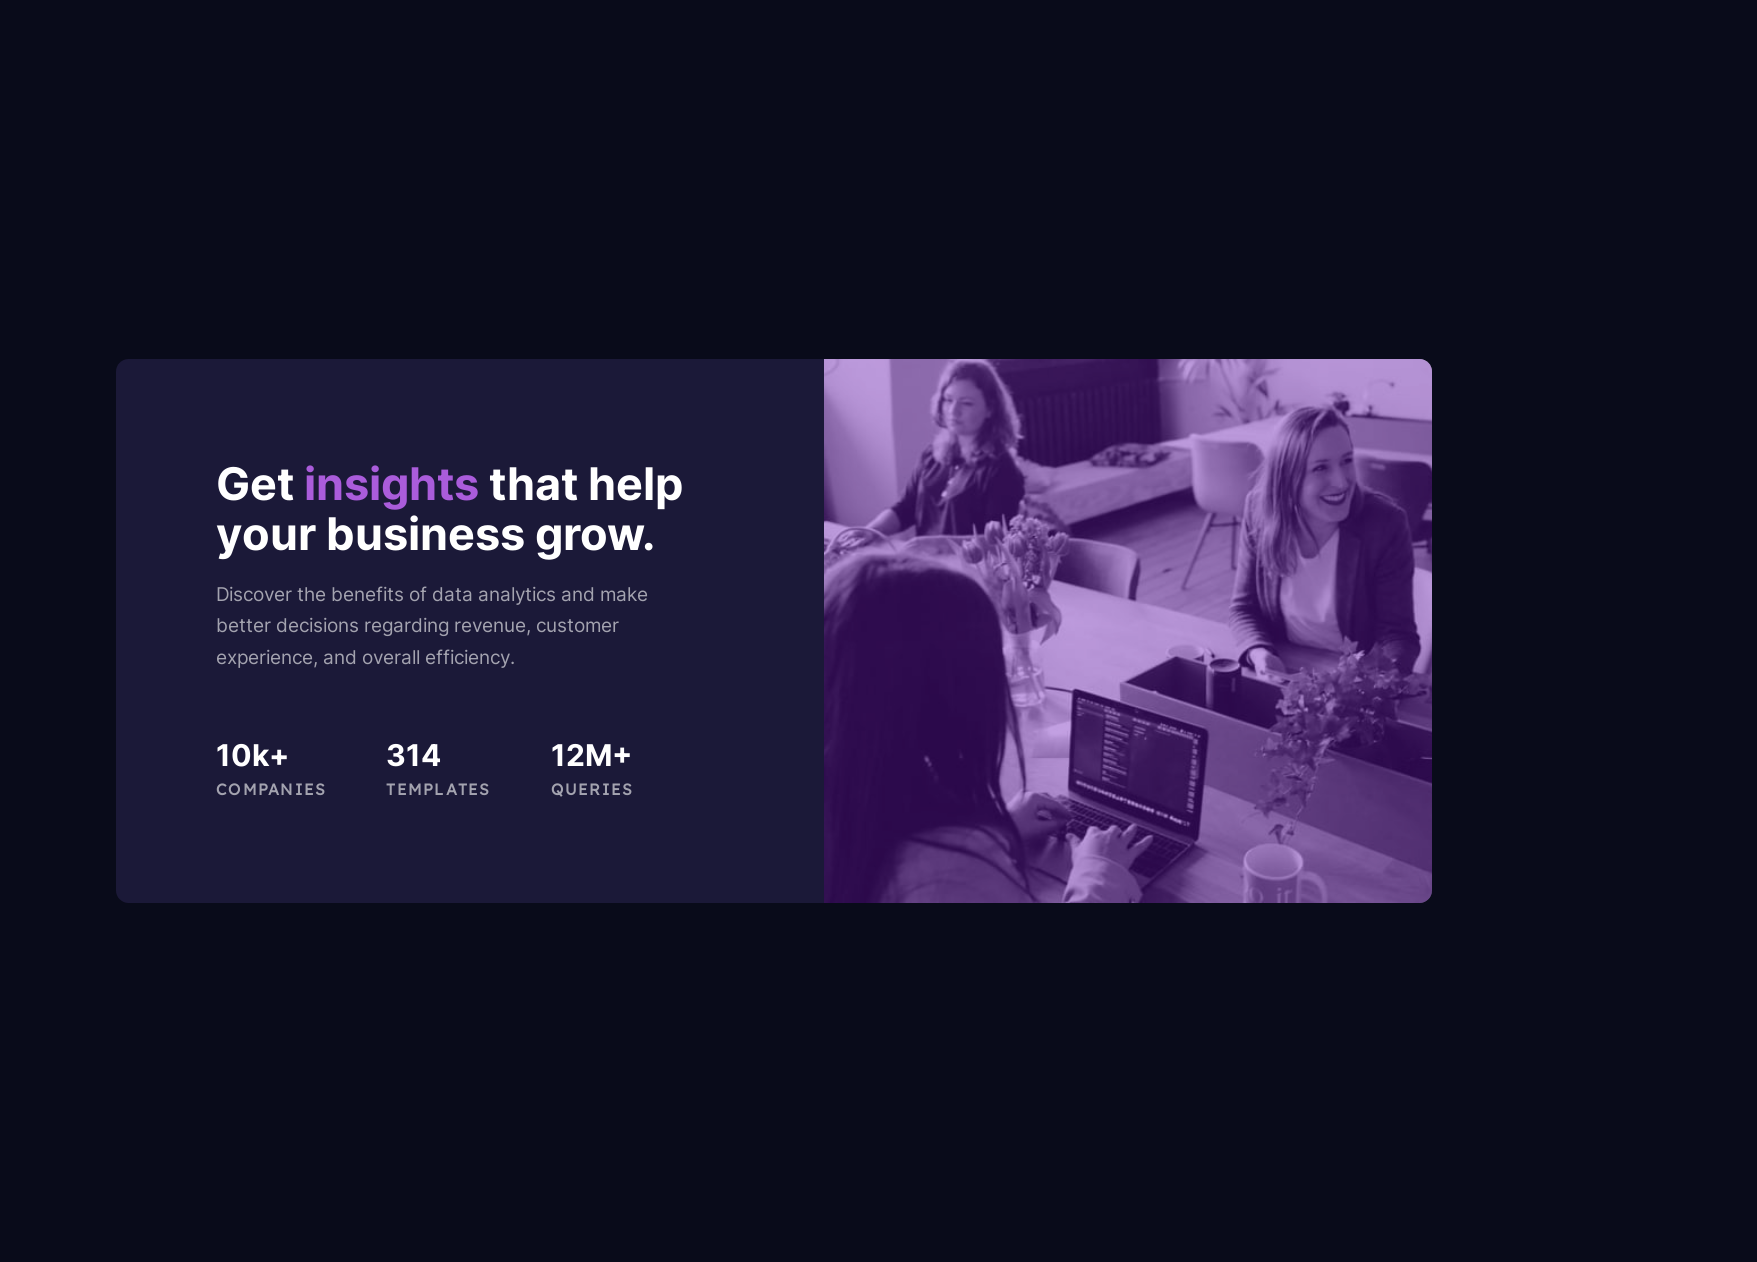 Get insights that help
your business grow.
Discover the benefits of data analytics and make
better decisions regarding revenue, customer
experience, and overall efficiency.
10k+ 314 12M+
COMPANIES TEMPLATES QUERIES